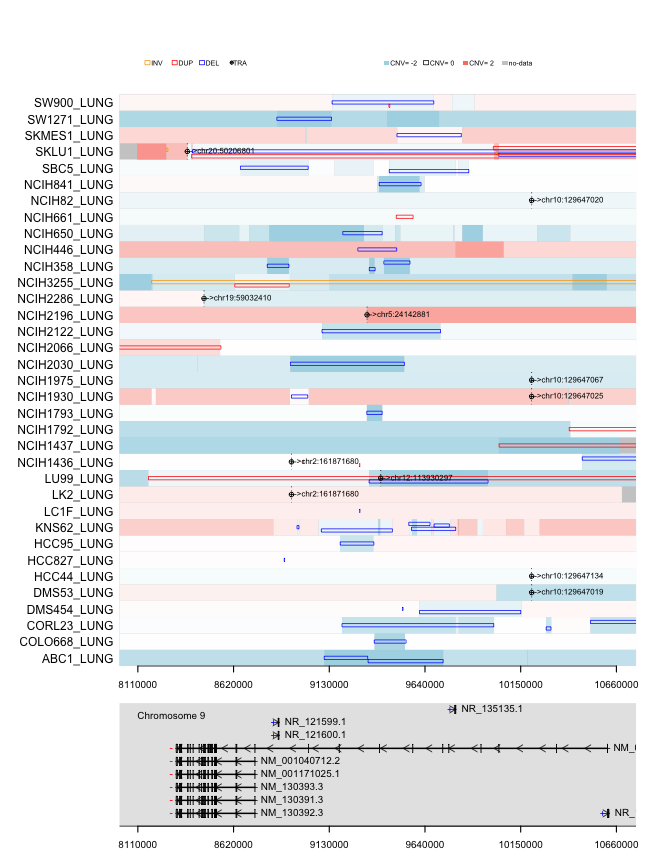 INV DUP DEL TRA CNV= -2 CNV= 0 CNV= 2 no-data
SW900_LUNG
SW1271_LUNG
SKMES1_LUNG
SKLU1_LUNG ->chr20:50206801
SBC5_LUNG
NCIH841_LUNG
NCIH82_LUNG ->chr10:129647020
NCIH661_LUNG
NCIH650_LUNG
NCIH446_LUNG
NCIH358_LUNG
NCIH3255_LUNG
NCIH2286_LUNG ->chr19:59032410
NCIH2196_LUNG ->chr5:24142881
NCIH2122_LUNG
NCIH2066_LUNG
NCIH2030_LUNG
NCIH1975_LUNG ->chr10:129647067
NCIH1930_LUNG ->chr10:129647025
NCIH1793_LUNG
NCIH1792_LUNG
NCIH1437_LUNG
NCIH1436_LUNG ->chr2:161871680
LU99_LUNG ->chr12:113930297
LK2_LUNG ->chr2:161871680
LC1F_LUNG
KNS62_LUNG
HCC95_LUNG
HCC827_LUNG
HCC44_LUNG ->chr10:129647134
DMS53_LUNG ->chr10:129647019
DMS454_LUNG
CORL23_LUNG
COLO668_LUNG
ABC1_LUNG
8110000 8620000 9130000 9640000 10150000 10660000
Chromosome 9
NR_135135.1
NR_121599.1
NR_121600.1
NM_
NM_001040712.2
NM_001171025.1
NM_130393.3
NM_130391.3
NM_130392.3 NR_
8110000 8620000 9130000 9640000 10150000 10660000